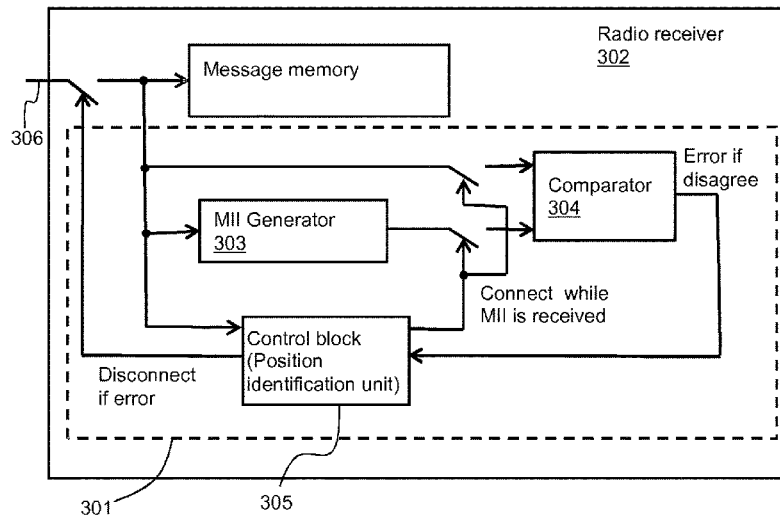 Radio receiver
302
Message memory
306
MII Generator
303
Comparator
304
Error if
disagree
Connect while
MII is received
Control block
(Position
identification unit)
Disconnect
if error
301
305